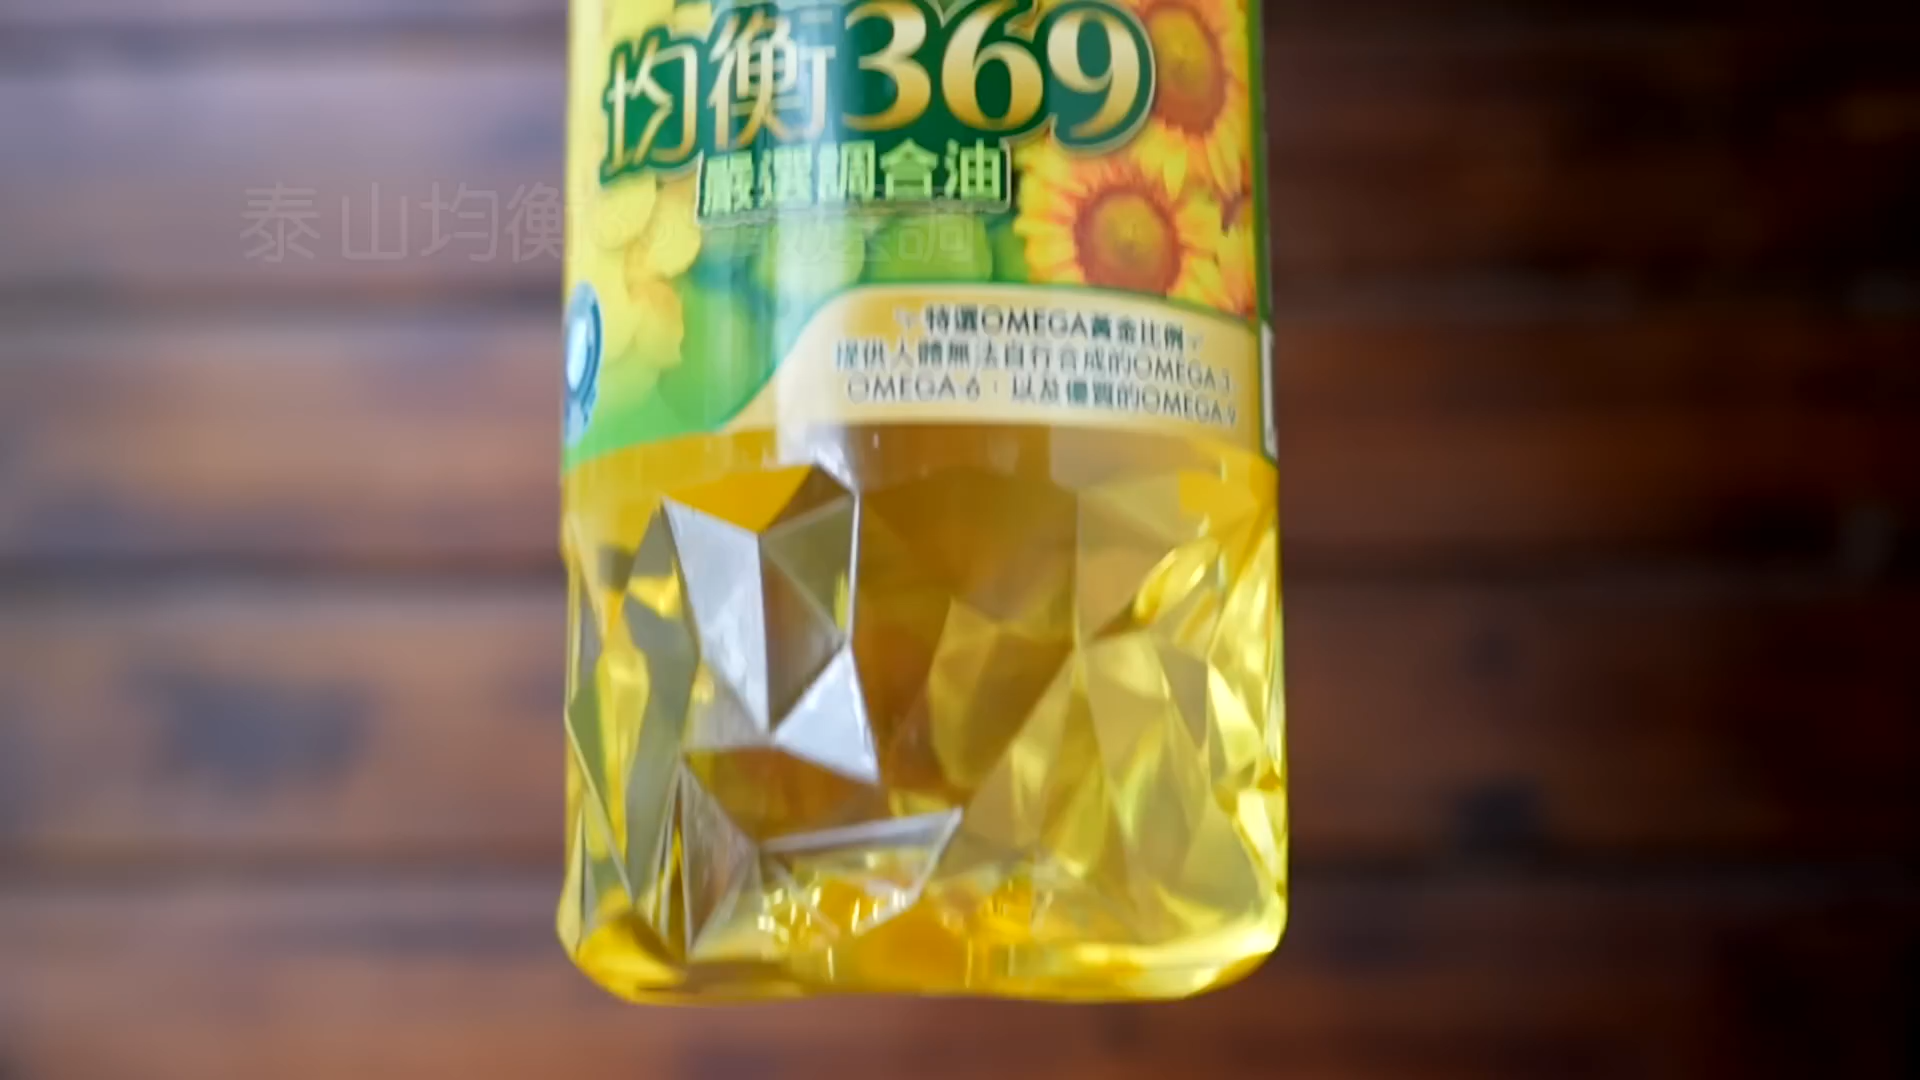 均衡369
嚴選調合油
泰山均衡
特選OMEGA黃金比例
提供人體無法自行合成的OMEGA-3,
OMEGA-6,以及優質的OMEGA-9